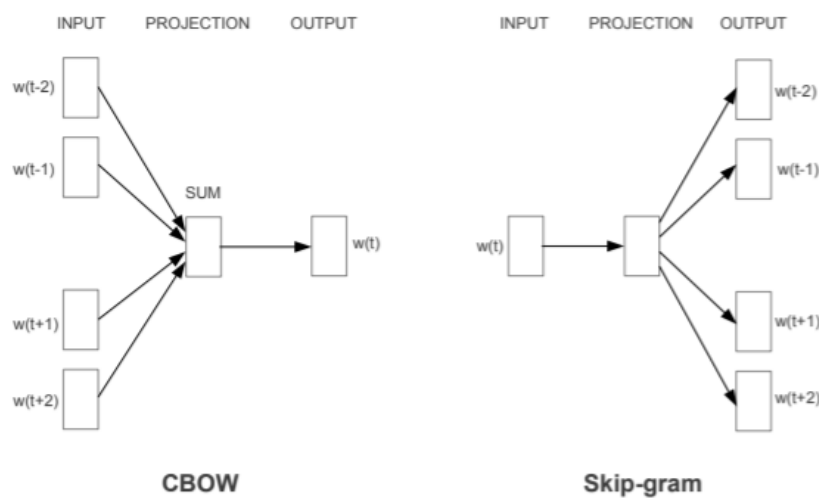 INPUT PROJECTION OUTPUT
w(t-2)
w(t-1)
SUM
w(t)
w(t+1)
w(t+2)
CBOW
INPUT PROJECTION OUTPUT
w(t-2)
w(t-1)
w(t)
w(t+1)
w(t+2)
Skip-gram